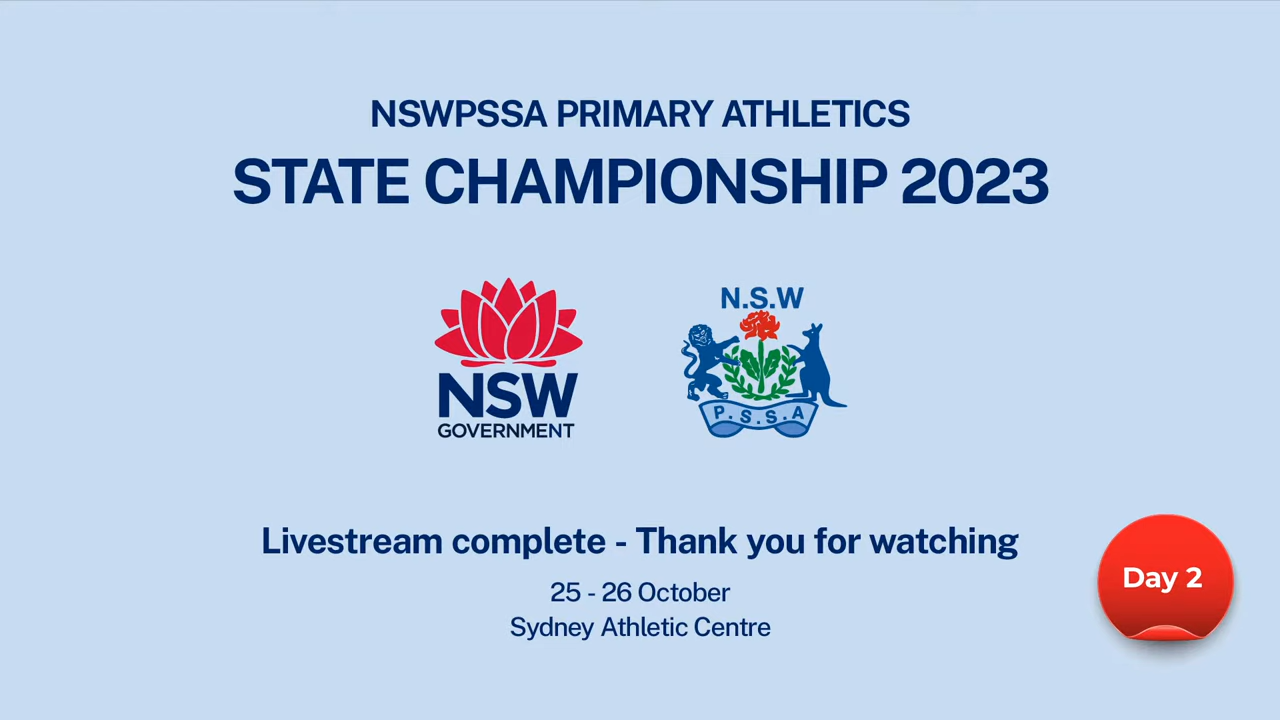 NSWPSSA PRIMARY ATHLETICS
STATE CHAMPIONSHIP 2023
NSW
GOVERNMENT
N.S.W
P.S.S.A
Livestream complete - Thank you for watching
25 - 26 October
Sydney Athletic Centre
Day 2